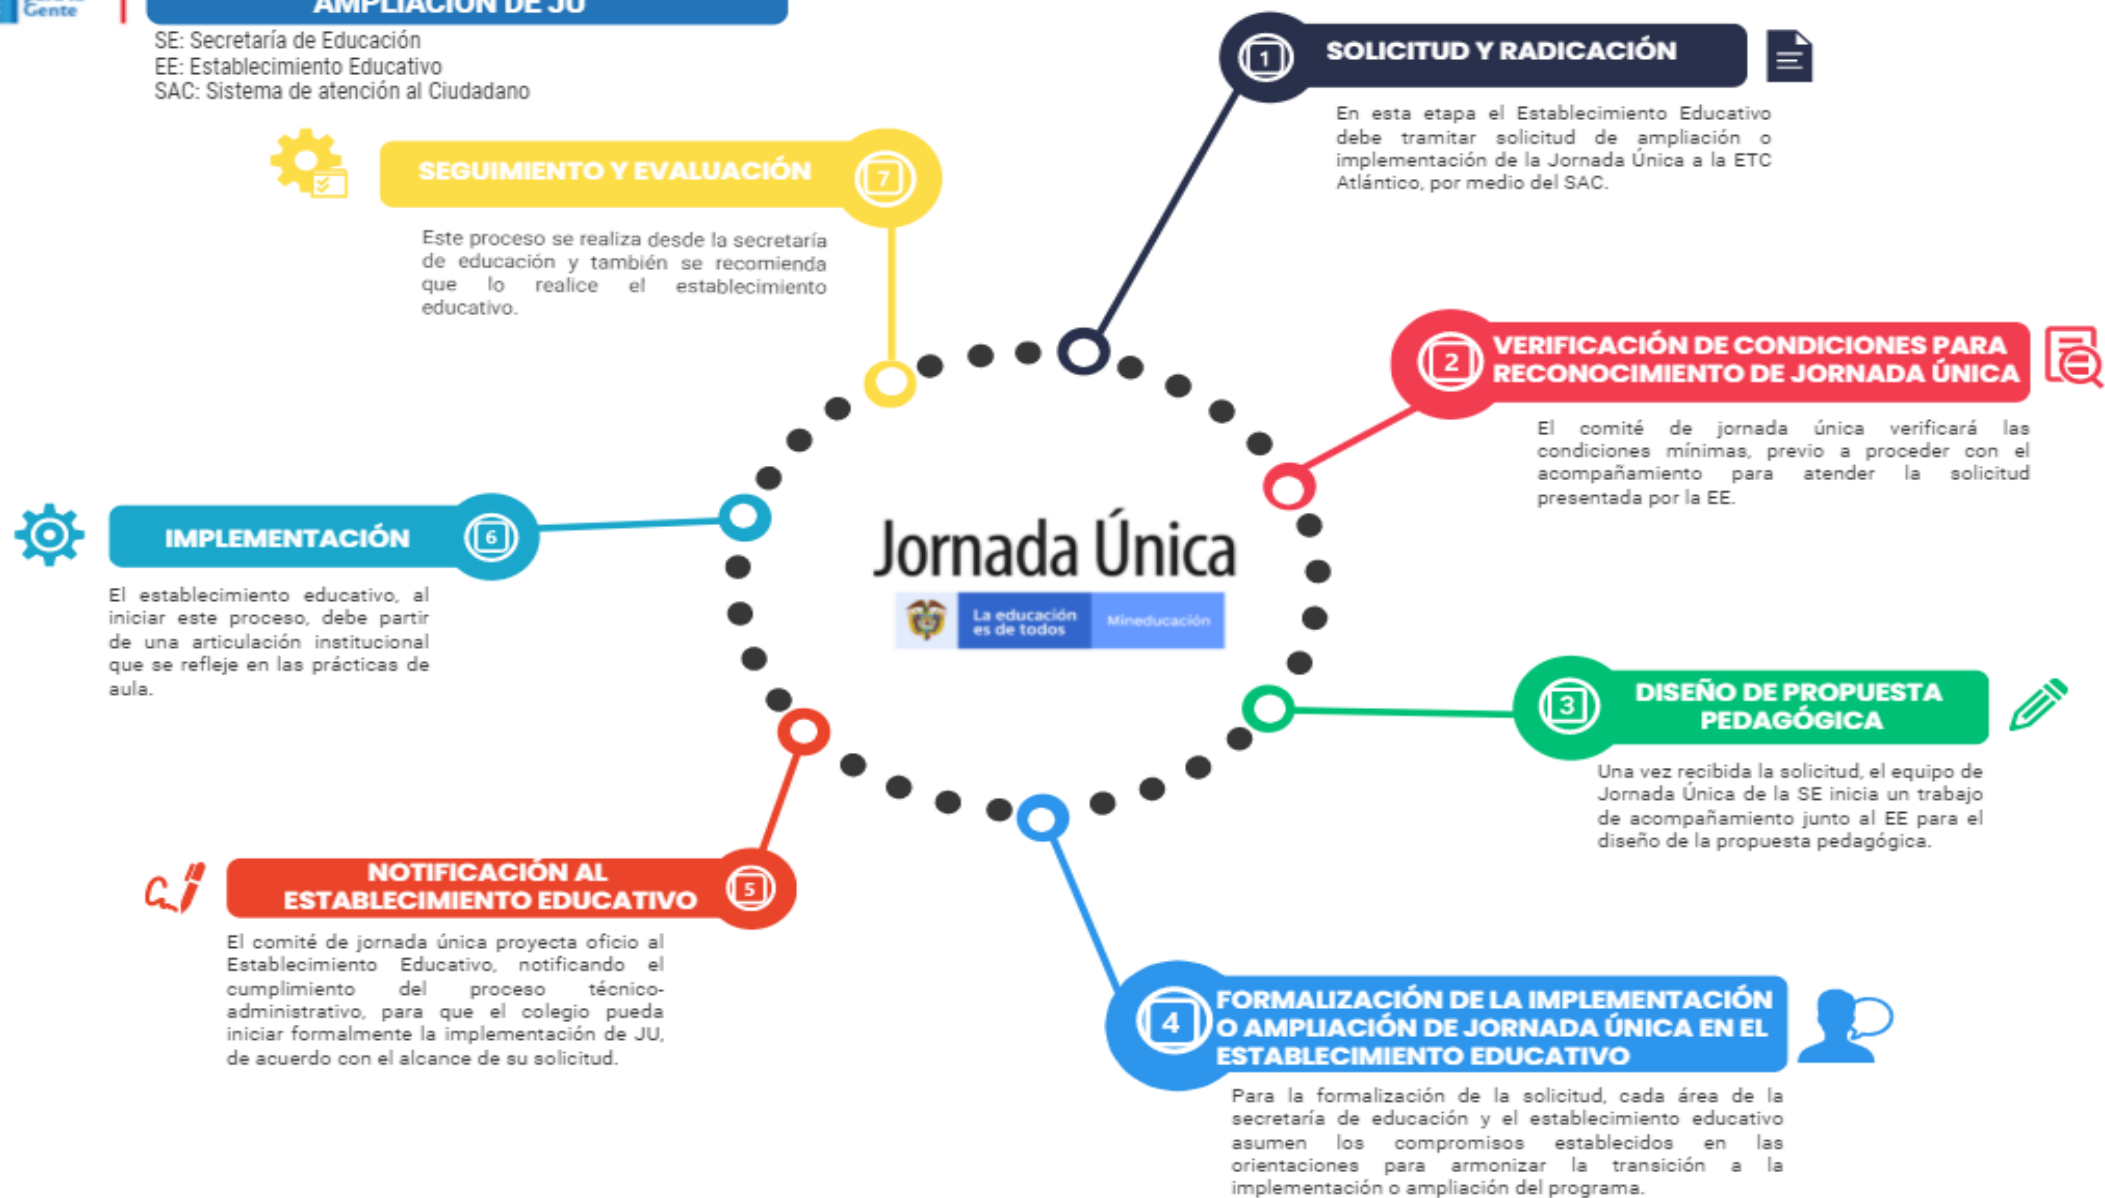 Gente
AMPLIACIÓN DE JU
SE: Secretaría de Educación
EE: Establecimiento Educativo
SAC: Sistema de atención al Ciudadano
1
SOLICITUD Y RADICACIÓN
En esta etapa el Establecimiento Educativo
debe tramitar solicitud de ampliación o
implementación de la Jornada Única a la ETC
Atlántico, por medio del SAC.
2
VERIFICACIÓN DE CONDICIONES PARA
RECONOCIMIENTO DE JORNADA ÚNICA
El comité de jornada única verificará las
condiciones mínimas, previo a proceder con el
acompañamiento para atender la solicitud
presentada por la EE.
3
DISEÑO DE PROPUESTA
PEDAGÓGICA
Una vez recibida la solicitud, el equipo de
Jornada Única de la SE inicia un trabajo
de acompañamiento junto al EE para el
diseño de la propuesta pedagógica.
4
FORMALIZACIÓN DE LA IMPLEMENTACIÓN
O AMPLIACIÓN DE JORNADA ÚNICA EN EL
ESTABLECIMIENTO EDUCATIVO
Para la formalización de la solicitud, cada área de la
secretaría de educación y el establecimiento educativo
asumen los compromisos establecidos en las
orientaciones para armonizar la transición a la
implementación o ampliación del programa.
NOTIFICACIÓN AL
ESTABLECIMIENTO EDUCATIVO
5
El comité de jornada única proyecta oficio al
Establecimiento Educativo, notificando el
cumplimiento del proceso técnico-
administrativo, para que el colegio pueda
iniciar formalmente la implementación de JU,
de acuerdo con el alcance de su solicitud.
IMPLEMENTACIÓN
6
El establecimiento educativo, al
iniciar este proceso, debe partir
de una articulación institucional
que se refleje en las prácticas de
aula.
SEGUIMIENTO Y EVALUACIÓN
7
Este proceso se realiza desde la secretaría
de educación y también se recomienda
que lo realice el establecimiento
educativo.
Jornada Única
La educación
es de todos
Mineducación